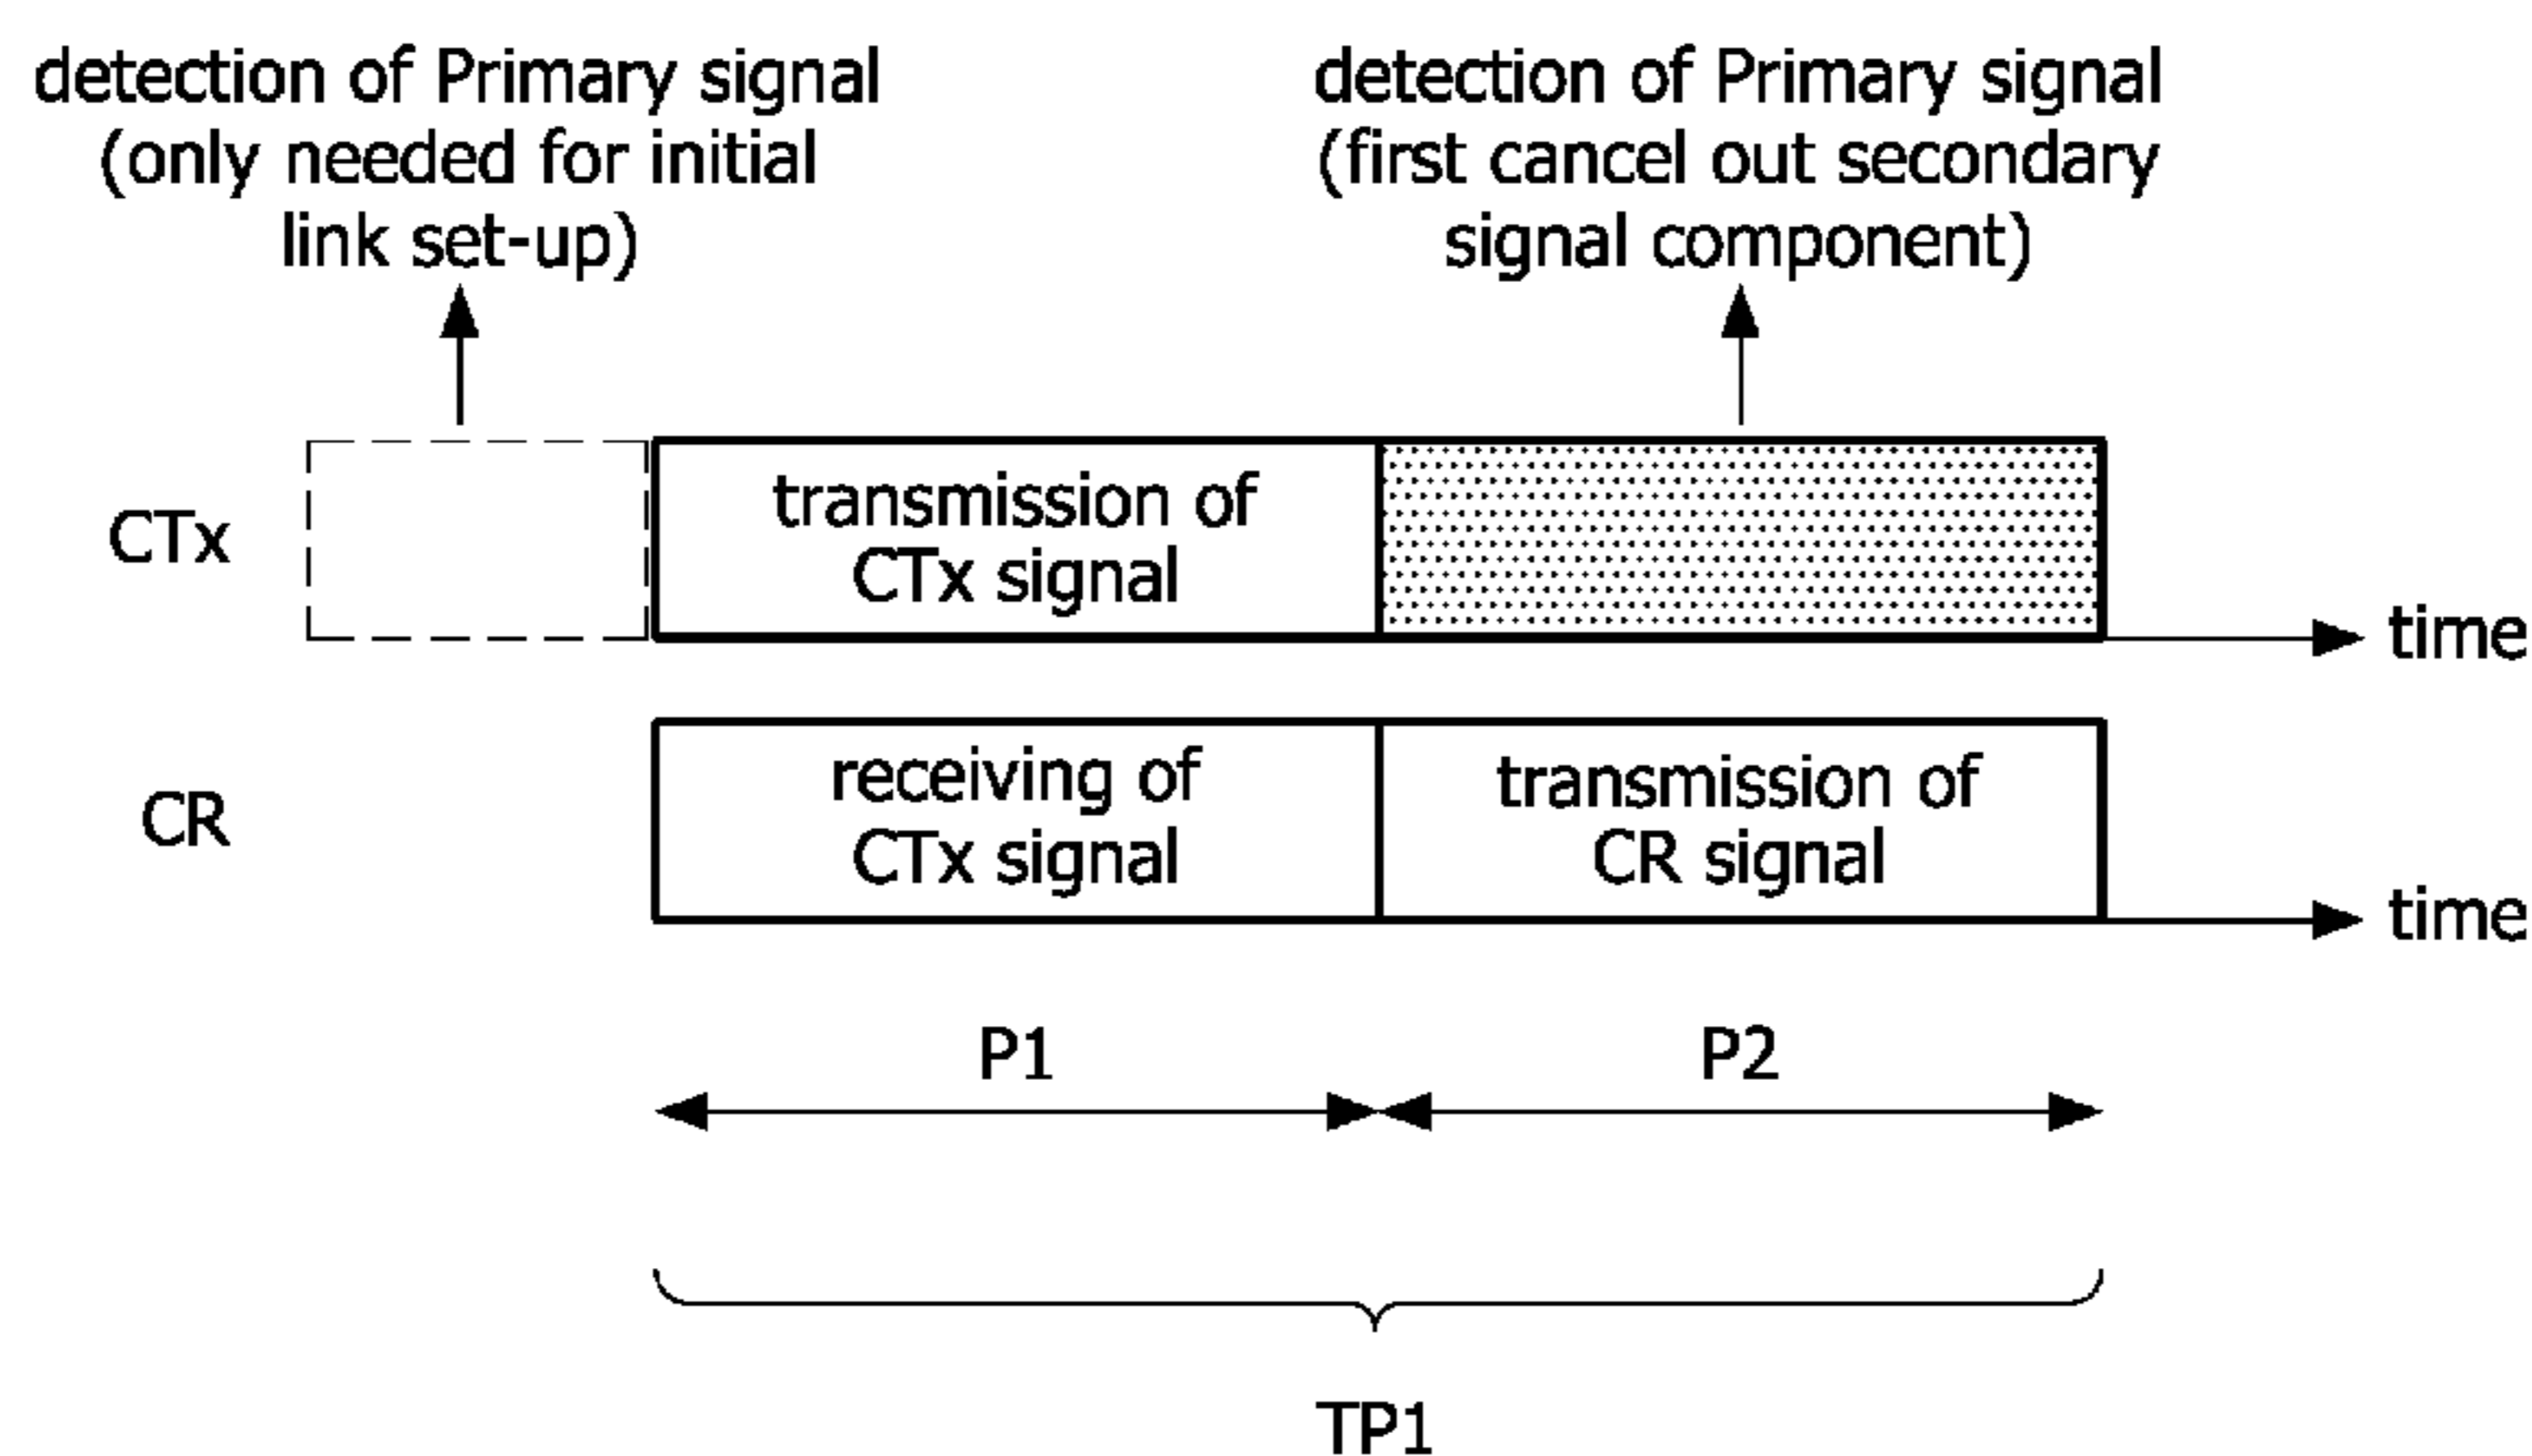 detection of Primary signal
(only needed for initial
link set-up)
detection of Primary signal
(first cancel out secondary
signal component)
CTx
transmission of
CTx signal
time
CR
receiving of
CTx signal
transmission of
CR signal
time
P1
P2
TP1